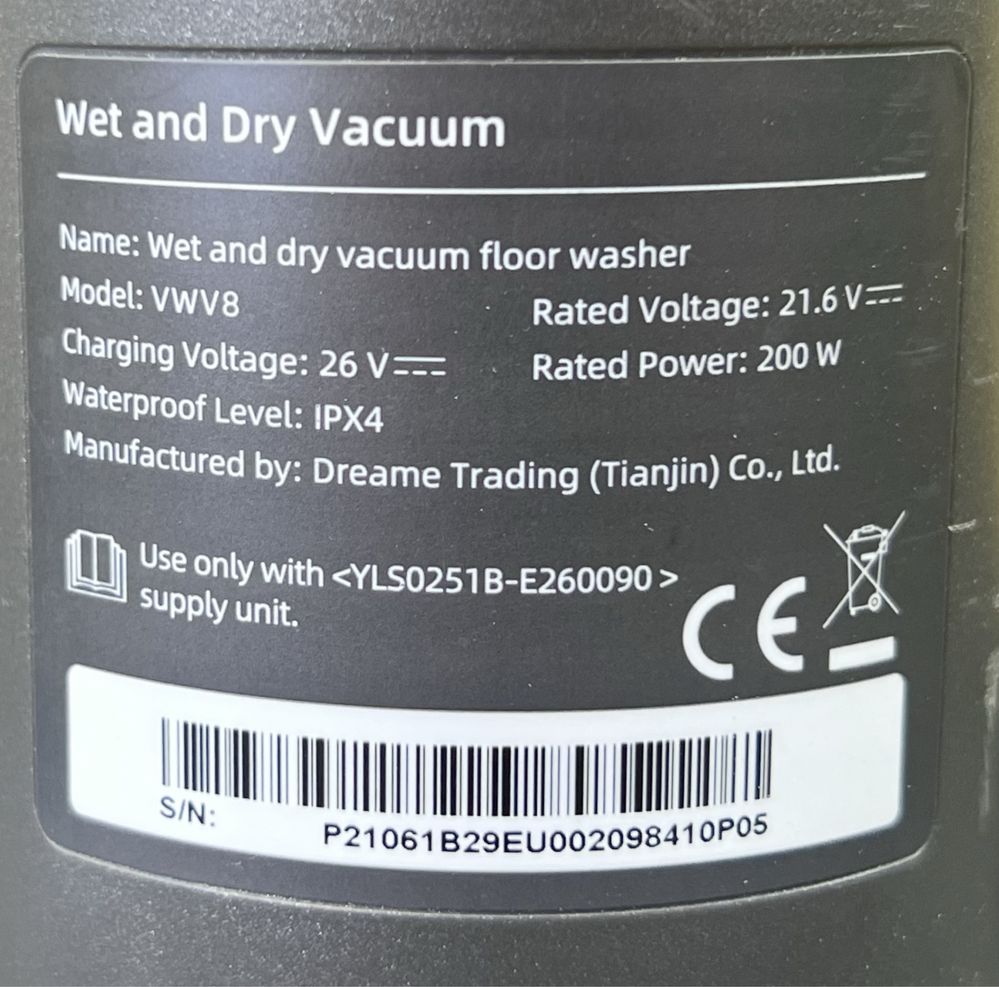 Wet and Dry Vacuum
Name: Wet and dry vacuum floor washer
Model: VWV8
Rated Voltage: 21.6 V⎓
Charging Voltage: 26 V⎓
Rated Power: 200 W
Waterproof Level: IPX4
Manufactured by: Dreame Trading (Tianjin) Co., Ltd.
Use only with <YLS0251B-E260090 >
supply unit.
CE
S/N:
P21061B29EU002098410P05